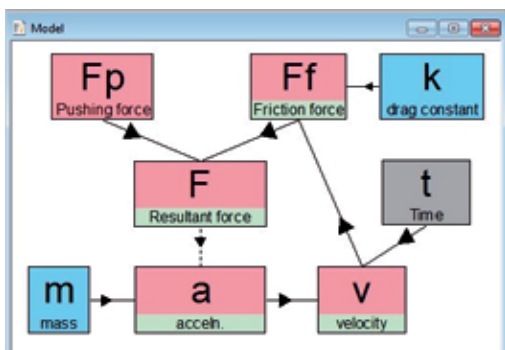 Model
Fp
Pushing force
Ff
Friction force
k
drag constant
F
Resultant force
t
Time
m
mass
a
acceln.
v
velocity